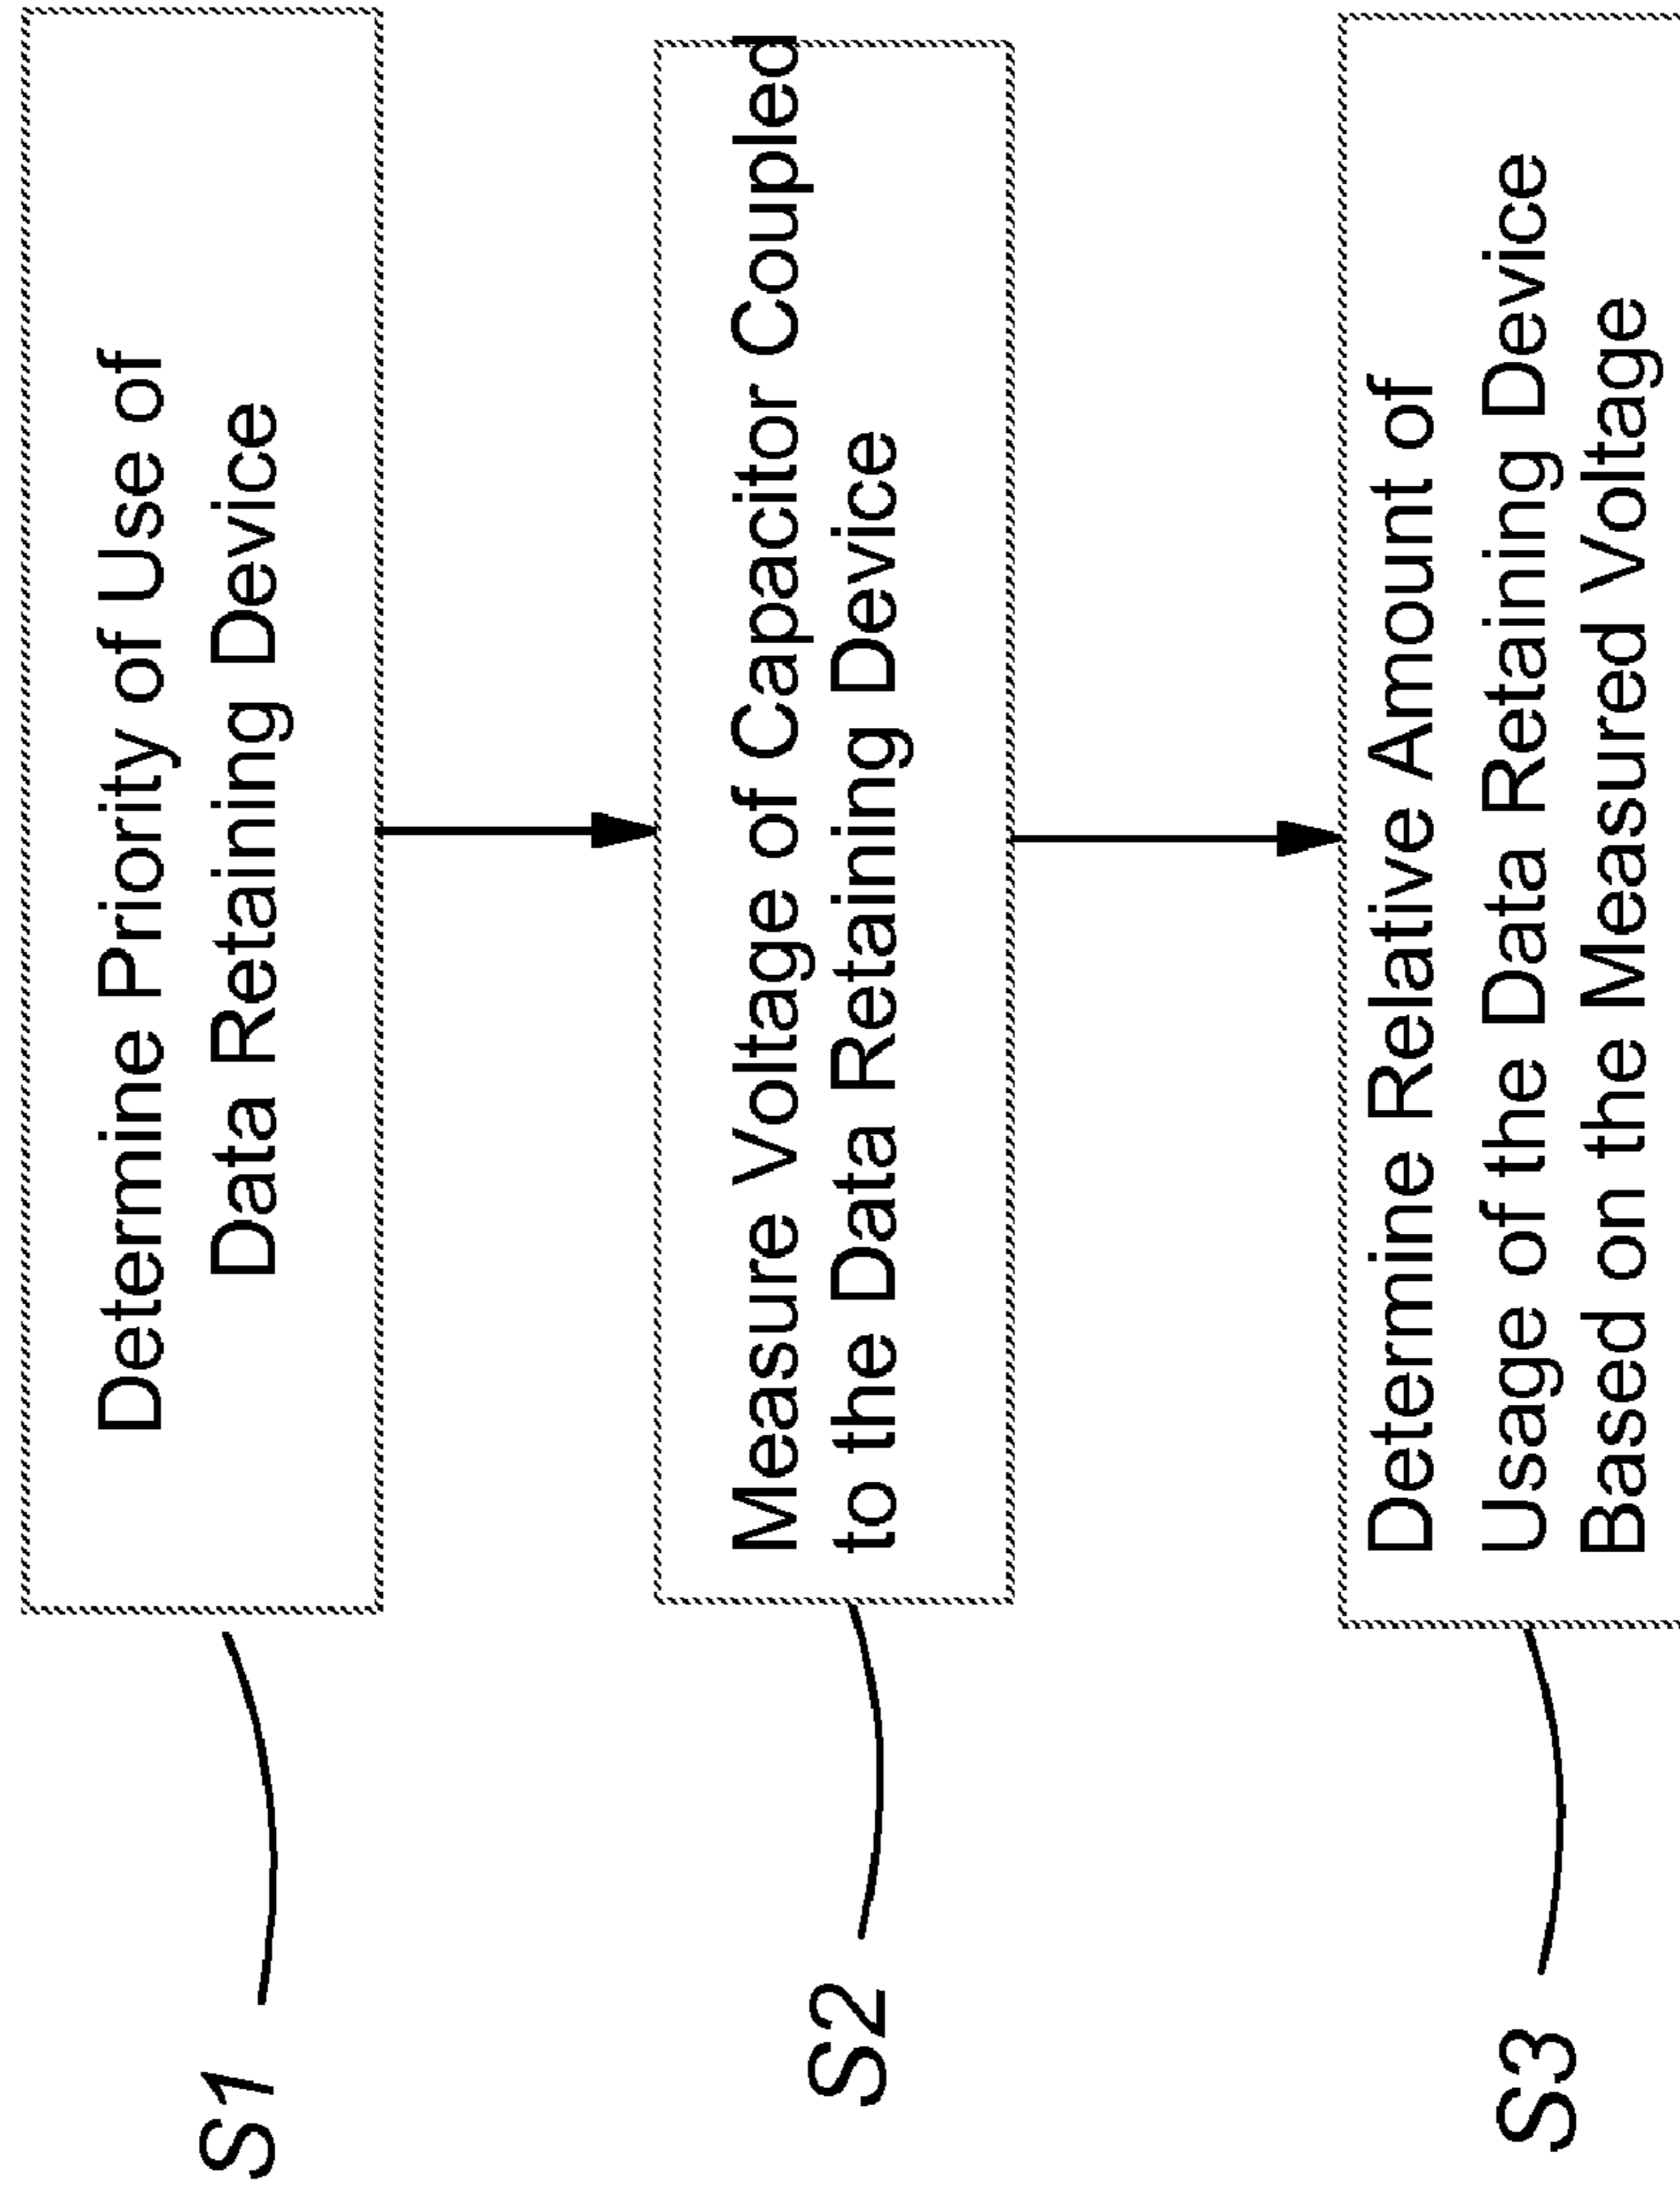 S1
Determine Priority of Use of
Data Retaining Device
S2
Measure Voltage of Capacitor Coupled
to the Data Retaining Device
S3
Determine Relative Amount of
Usage of the Data Retaining Device
Based on the Measured Voltage